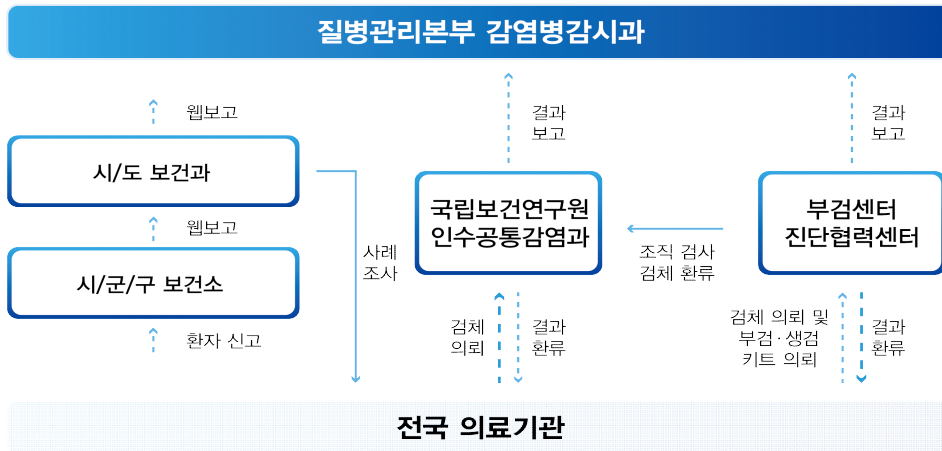 질병관리본부 감염병감시과
웹보고
결과
보고
결과
보고
시/도 보건과
국립보건연구원
인수공통감염과
부검센터
진단협력센터
웹보고
사례
조사
조직 검사
검체 환류
시/군/구 보건소
환자 신고
검체
의뢰
결과
환류
검체 의뢰 및
부검·생검
키트 의뢰
결과
환류
전국 의료기관